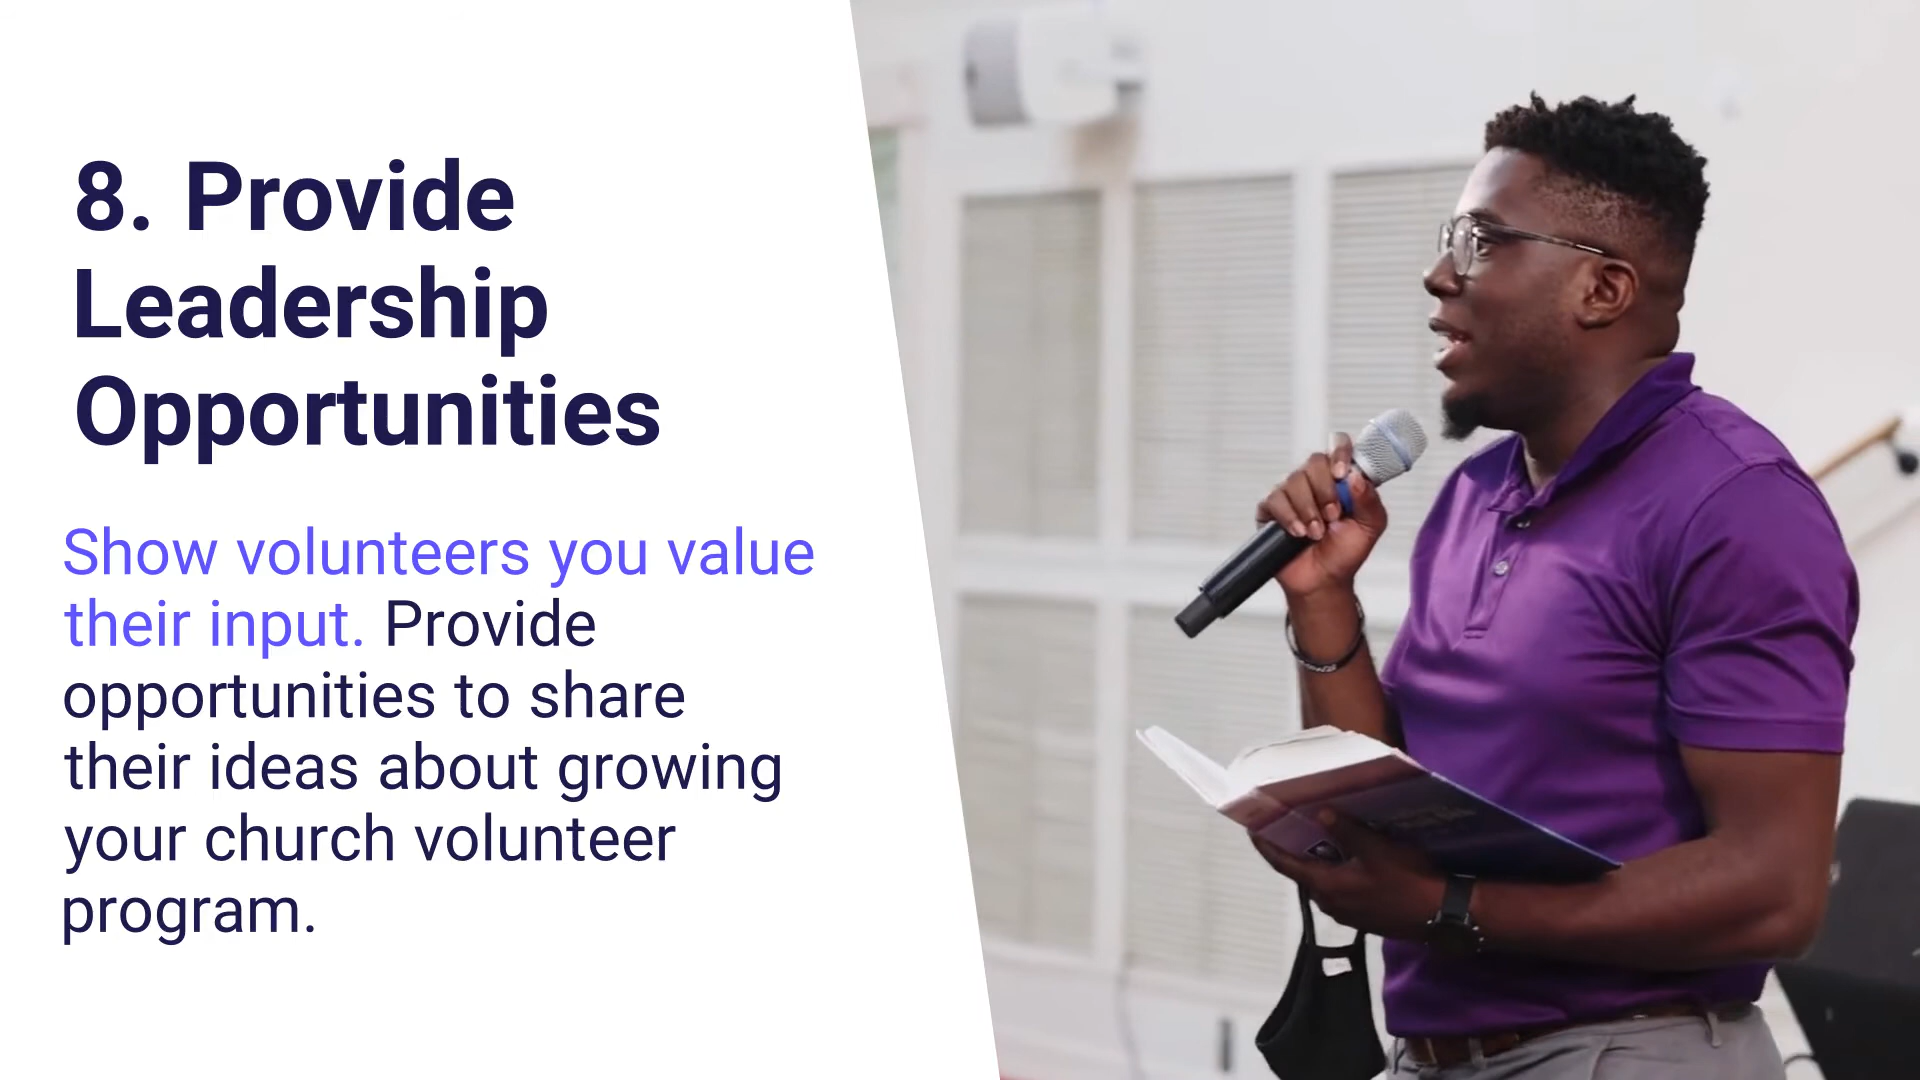 8. Provide
Leadership
Opportunities
Show volunteers you value
their input. Provide
opportunities to share
their ideas about growing
your church volunteer
program.